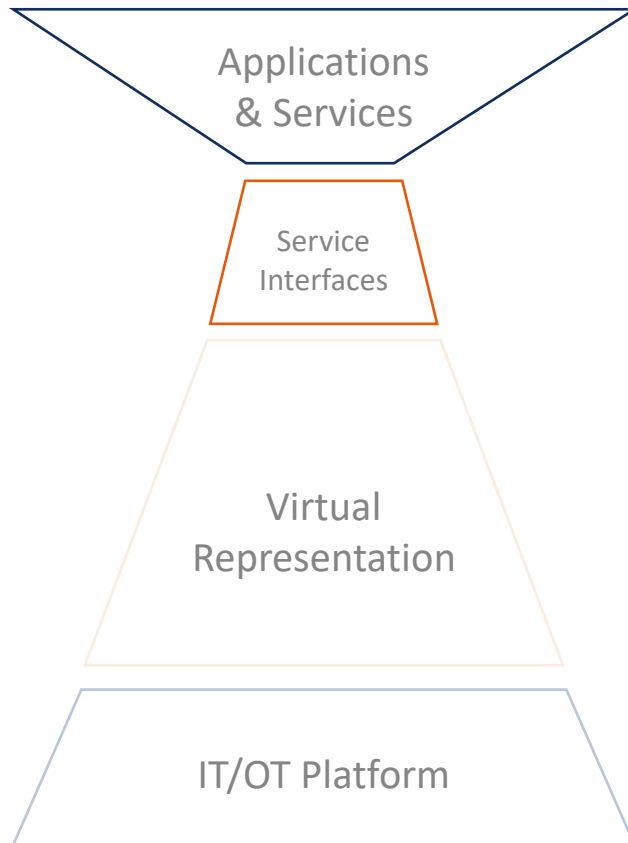 Applications
& Services
Service
Interfaces
Virtual
Representation
IT/OT Platform